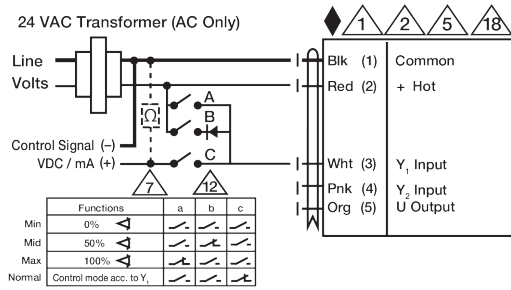 24 VAC Transformer (AC Only)
1 2 5 18
Line
Volts
Blk (1) Common
Red (2) + Hot
A
B
C
Ω
Control Signal (–)
VDC / mA (+)
Wht (3) Y1 Input
Pnk (4) Y2 Input
Org (5) U Output
7 12
Functions a b c
Min 0%
Mid 50%
Max 100%
Normal Control mode acc. to Y1